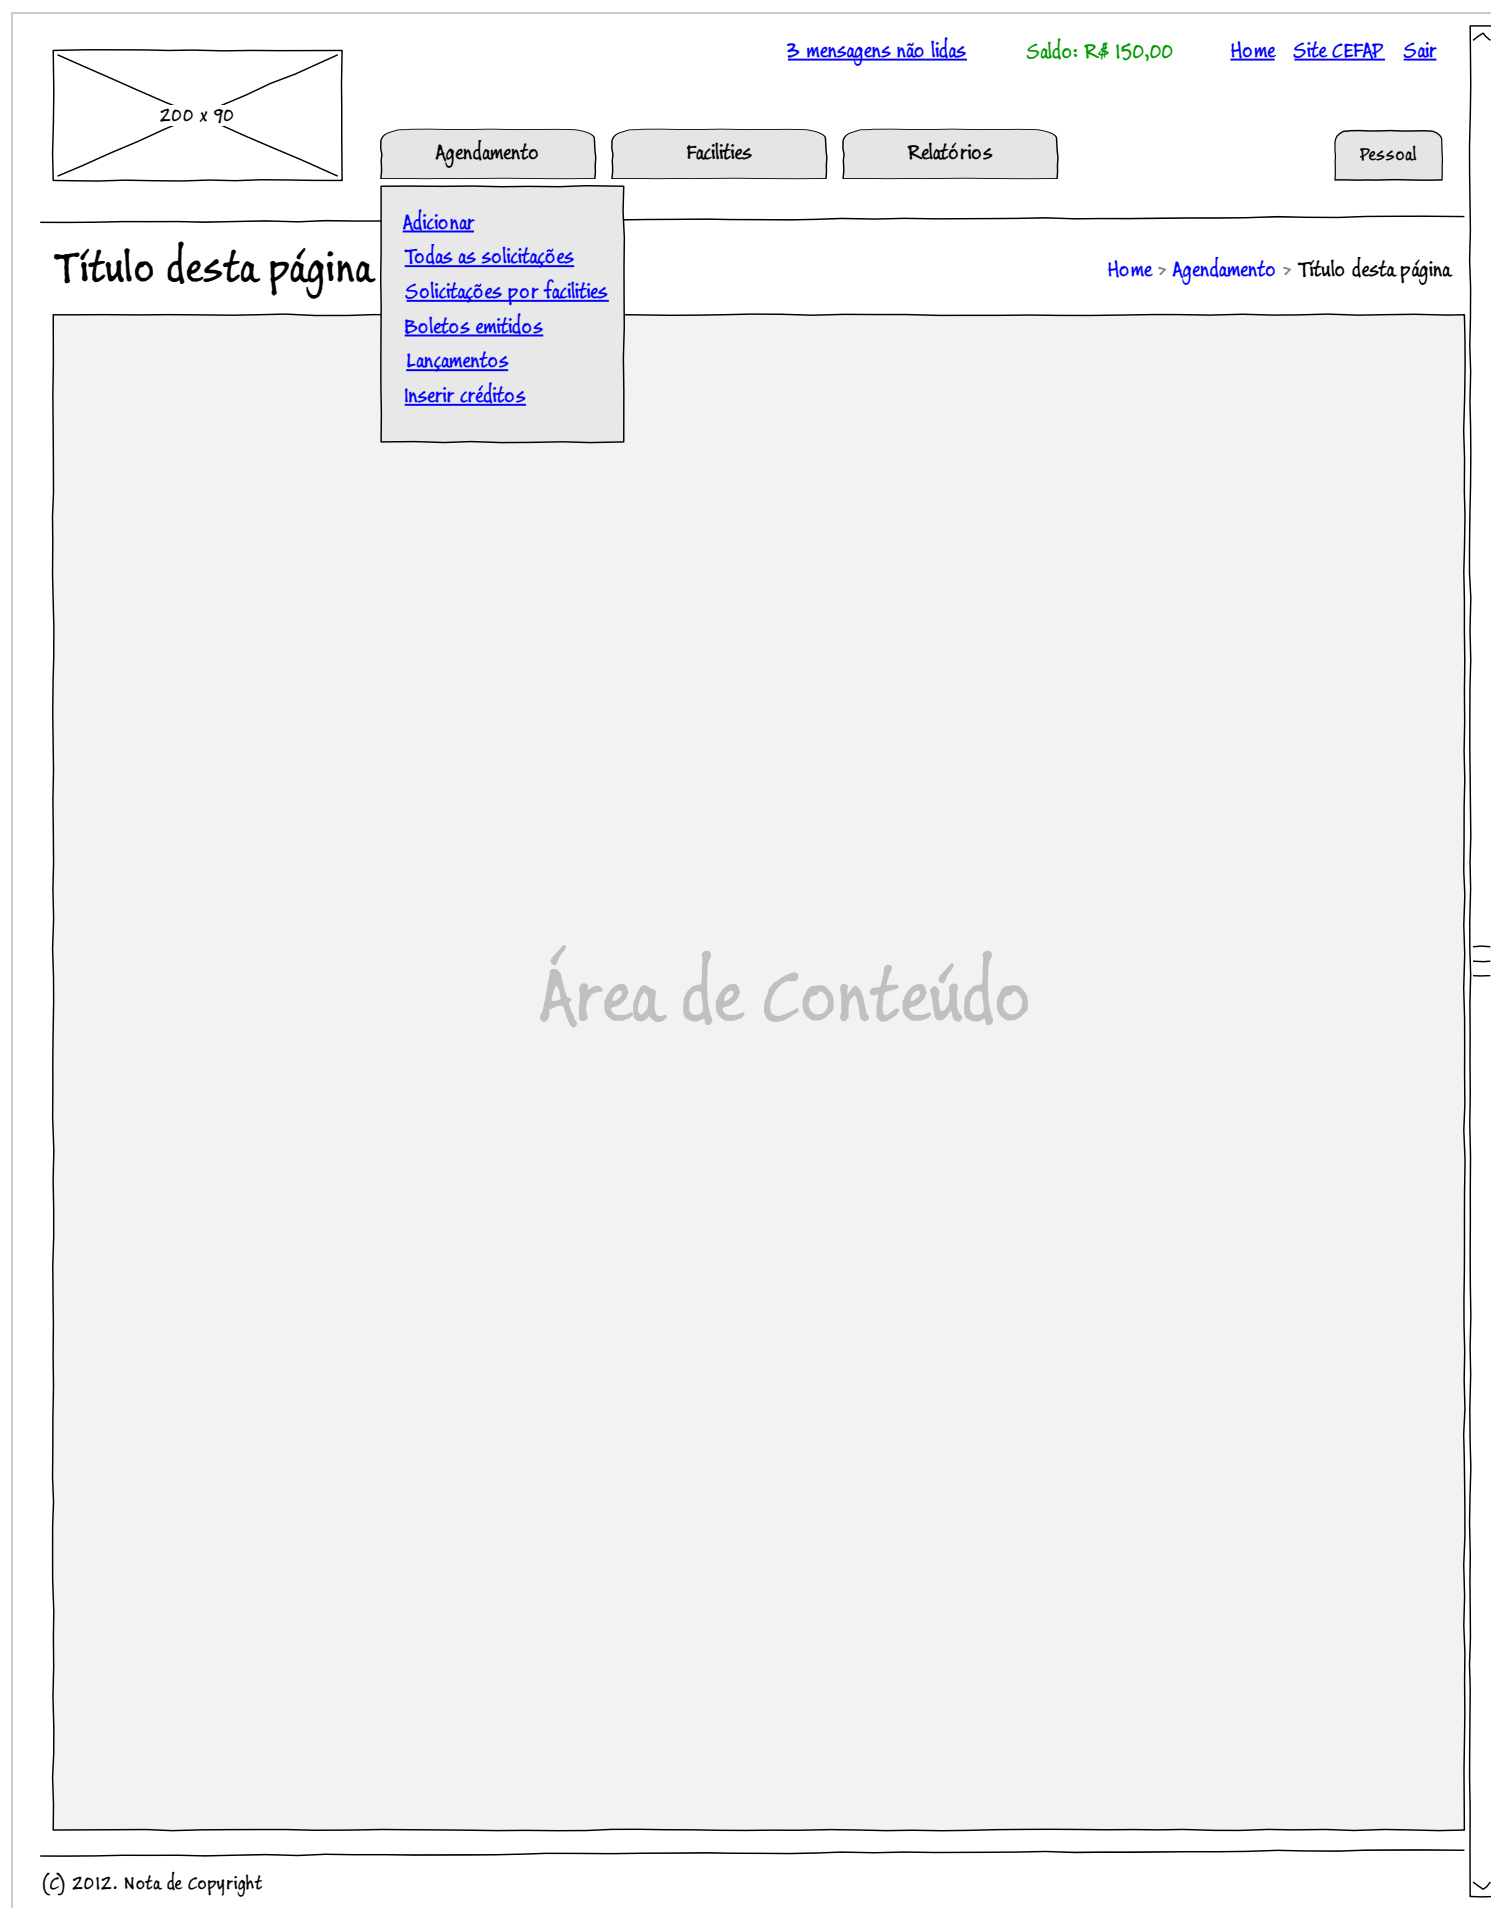 3 mensagens não lidas Saldo: R$ 150,00 Home Site CEFAP Sair
200 x 90
Agendamento Facilities Relatórios Pessoal
Adicionar
Todas as solicitações
Solicitações por facilities
Boletos emitidos
Lançamentos
Inserir créditos
Título desta página
Home > Agendamento > Título desta página
Área de Conteúdo
(C) 2012. Nota de Copyright